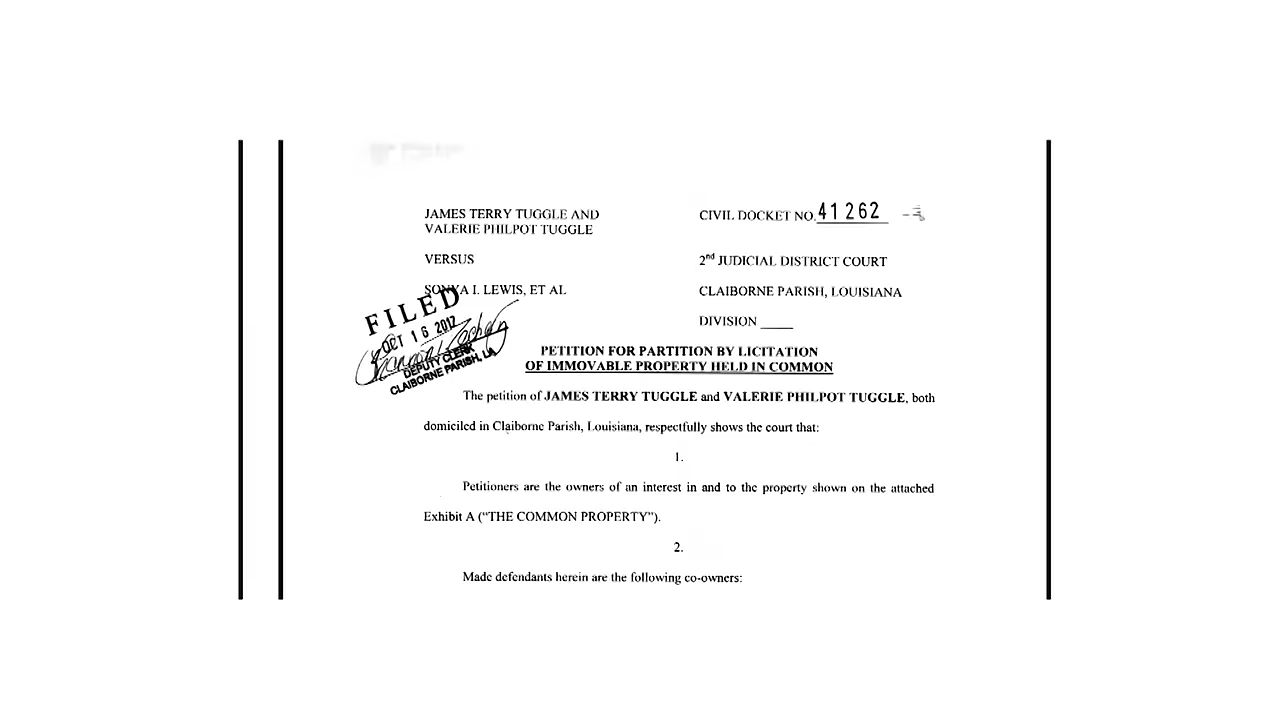 JAMES TERRY TUGGLE AND
VALERIE PHILPOT TUGGLE
VERSUS
SONYA I. LEWIS, ET AL
CIVIL DOCKET NO. 41262
2nd JUDICIAL DISTRICT COURT
CLAIBORNE PARISH, LOUISIANA
DIVISION _____
FILED
OCT 16 2012
DEPUTY CLERK
CLAIBORNE PARISH, LA
PETITION FOR PARTITION BY LICITATION
OF IMMOVABLE PROPERTY HELD IN COMMON
The petition of JAMES TERRY TUGGLE and VALERIE PHILPOT TUGGLE, both
domiciled in Claiborne Parish, Louisiana, respectfully shows the court that:
1.
Petitioners are the owners of an interest in and to the property shown on the attached
Exhibit A ("THE COMMON PROPERTY").
2.
Made defendants herein are the following co-owners: